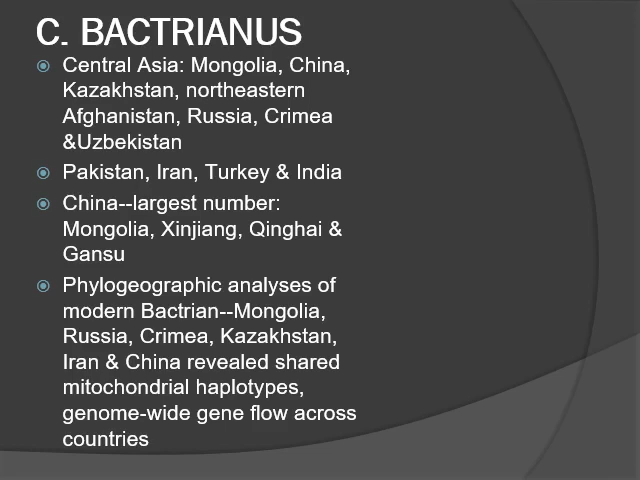 C. BACTRIANUS
Central Asia: Mongolia, China,
Kazakhstan, northeastern
Afghanistan, Russia, Crimea
&Uzbekistan
Pakistan, Iran, Turkey & India
China--largest number:
Mongolia, Xinjiang, Qinghai &
Gansu
Phylogeographic analyses of
modern Bactrian--Mongolia,
Russia, Crimea, Kazakhstan,
Iran & China revealed shared
mitochondrial haplotypes,
genome-wide gene flow across
countries